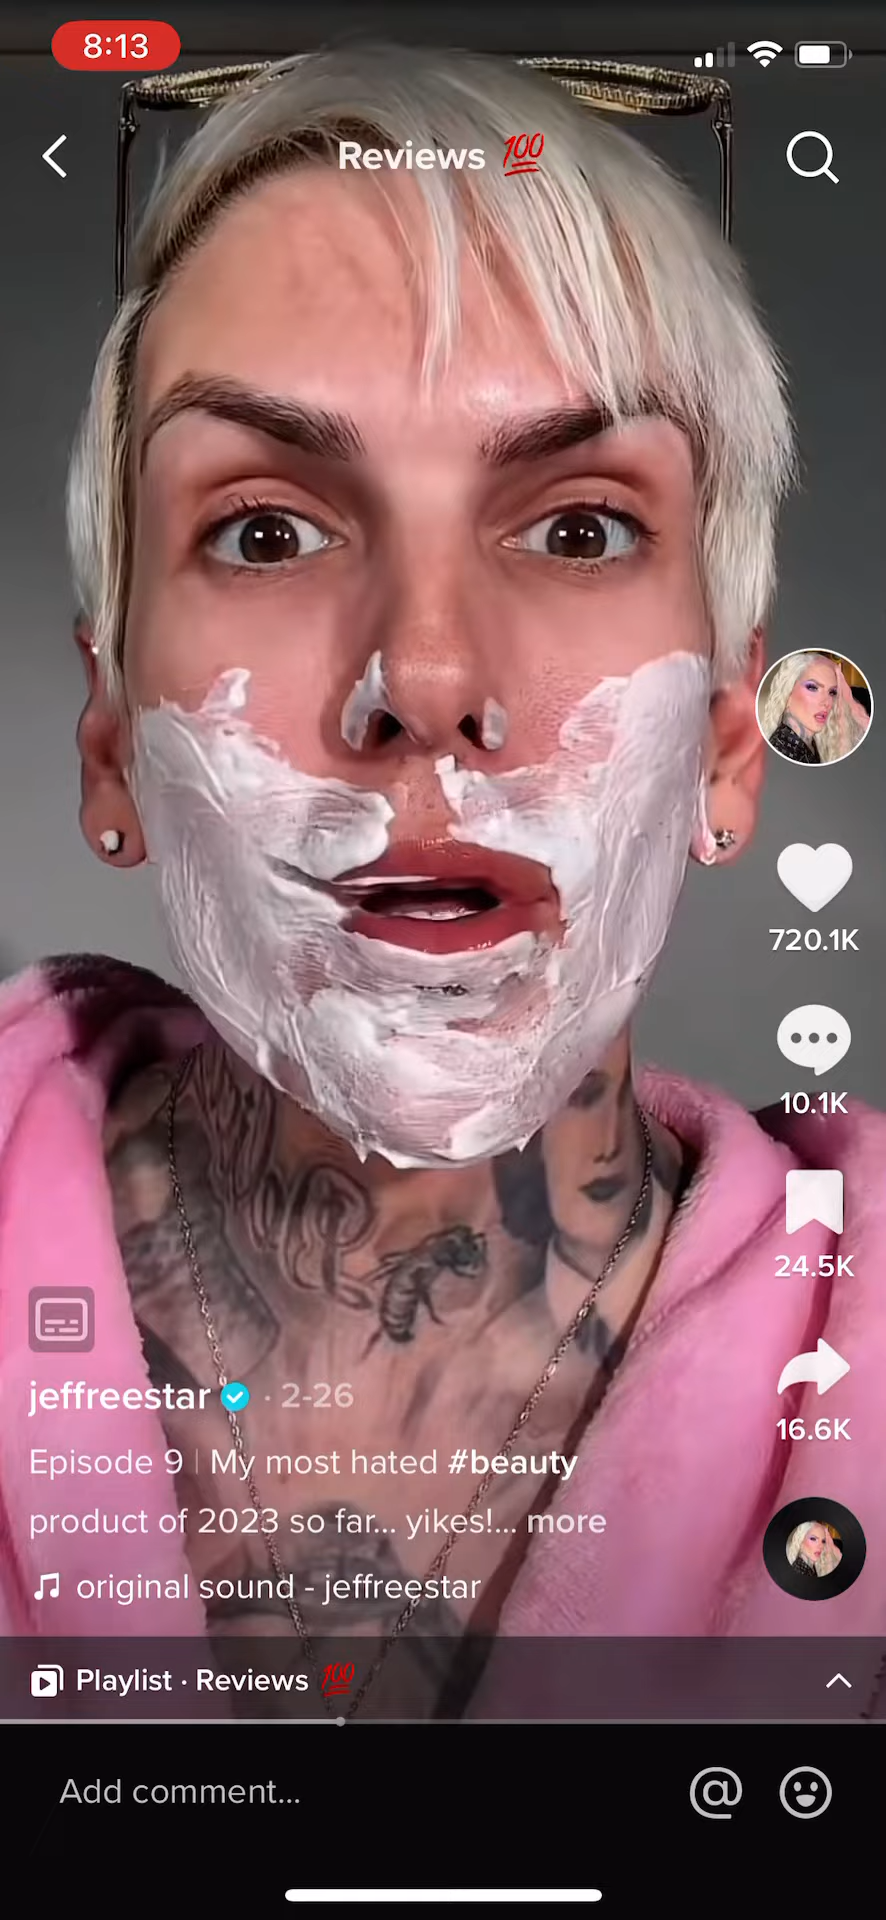 8:13
Reviews 💯
720.1K
10.1K
24.5K
16.6K
jeffreestar · 2-26
Episode 9 | My most hated #beauty
product of 2023 so far... yikes!... more
original sound - jeffreestar
Playlist · Reviews 💯
Add comment...
@